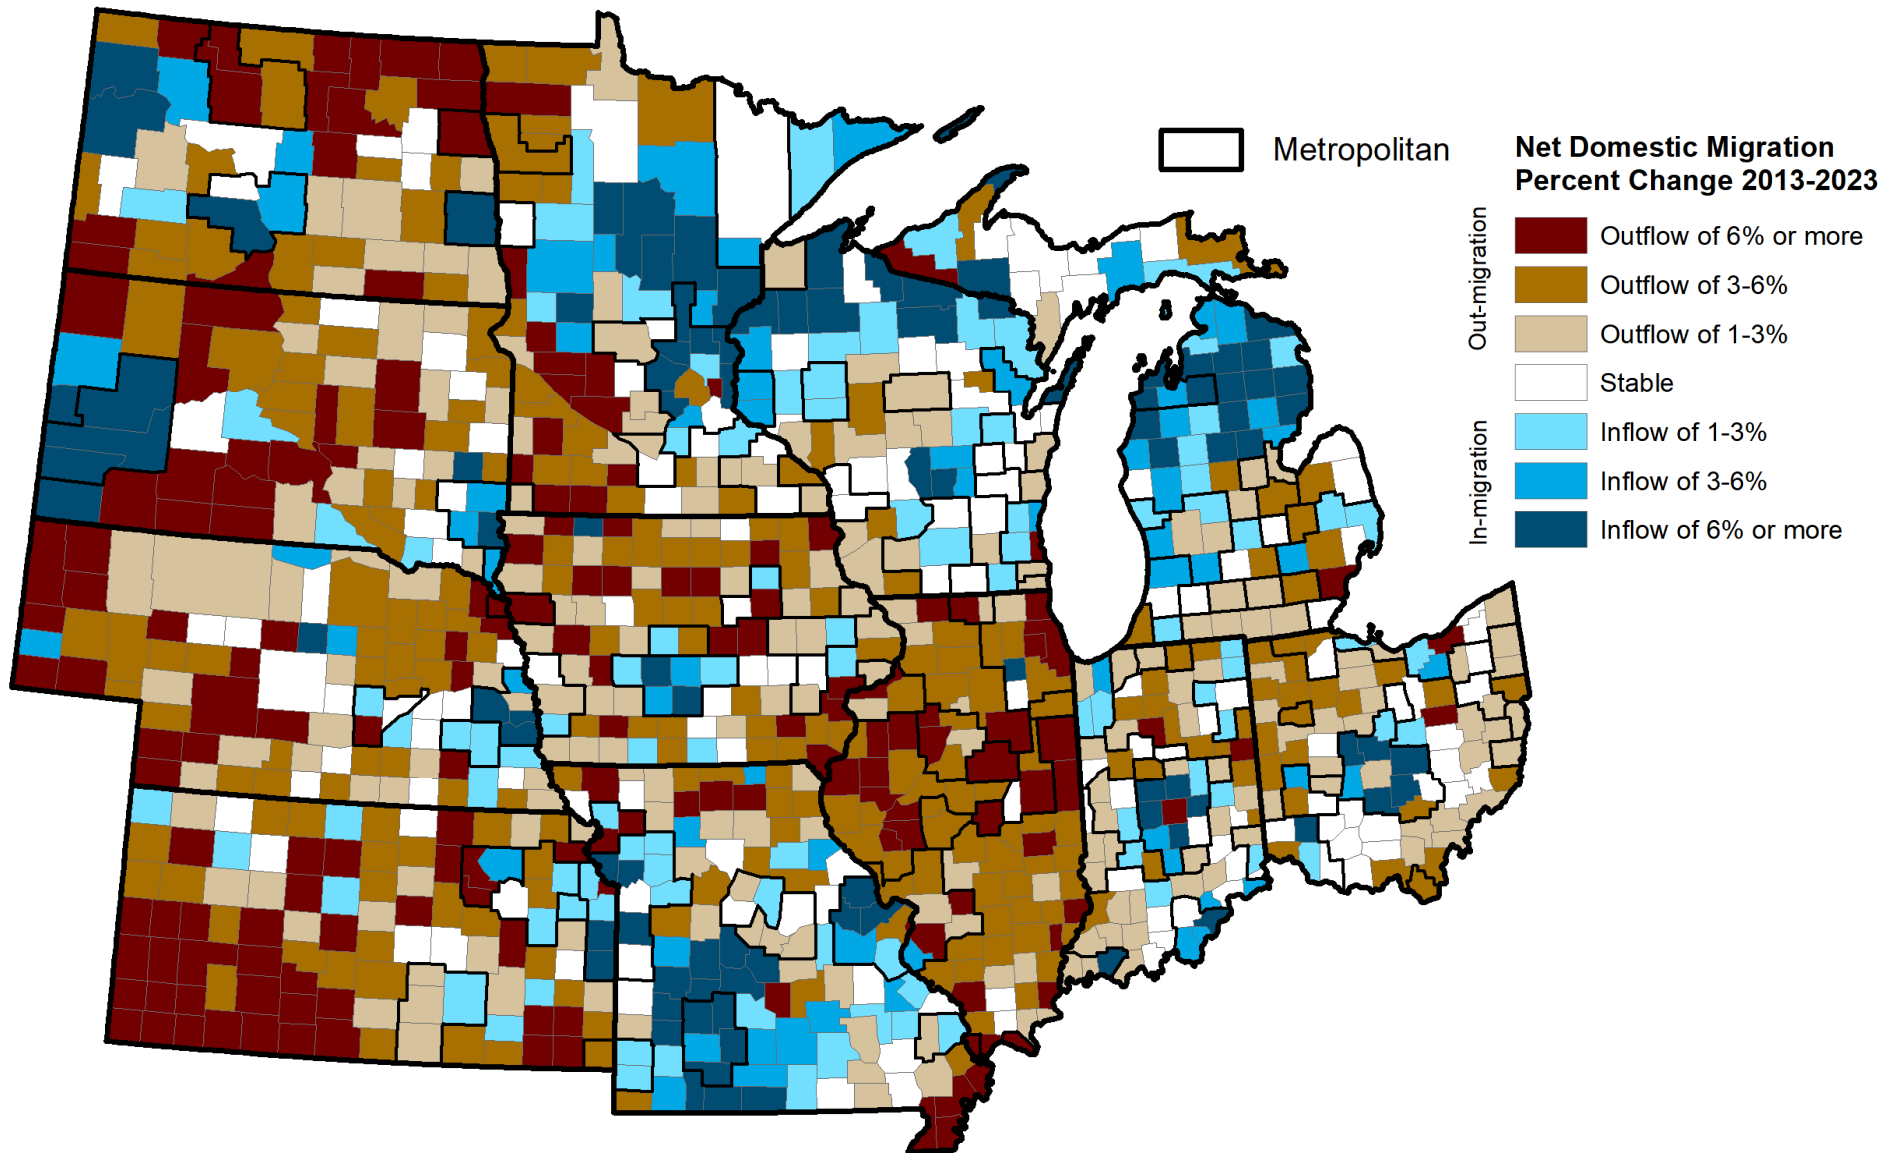 Metropolitan
Net Domestic Migration
Percent Change 2013-2023
Out-migration
Outflow of 6% or more
Outflow of 3-6%
Outflow of 1-3%
Stable
In-migration
Inflow of 1-3%
Inflow of 3-6%
Inflow of 6% or more